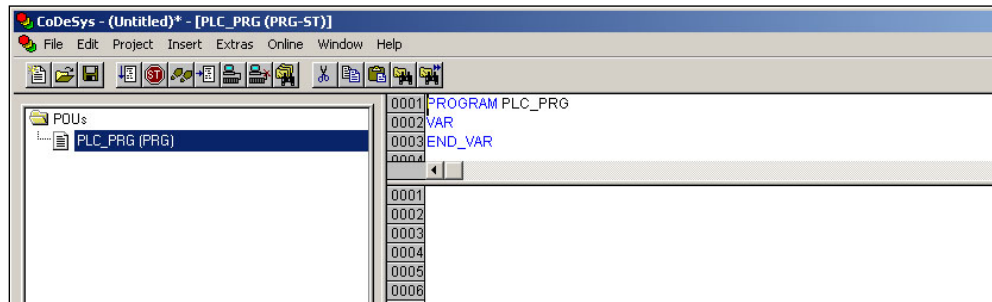 CoDeSys - (Untitled)* - [PLC_PRG (PRG-ST)]
File Edit Project Insert Extras Online Window Help
POUs
PLC_PRG (PRG)
0001 PROGRAM PLC_PRG
0002 VAR
0003 END_VAR
0004
0001
0002
0003
0004
0005
0006